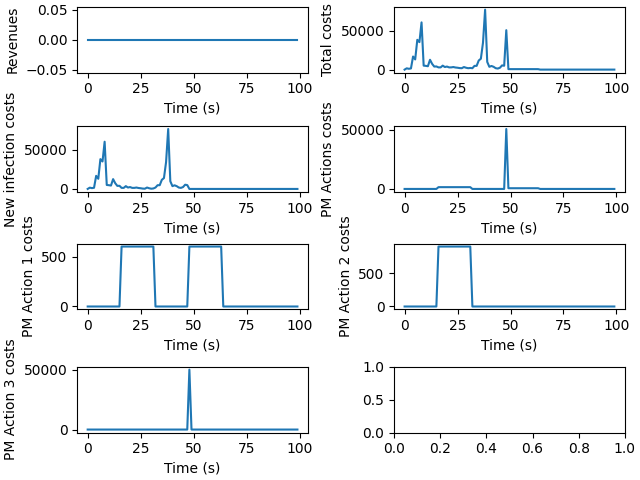 Revenues
0.05
0.00
−0.05
0 25 50 75 100
Time (s)
Total costs
50000
0
0 25 50 75 100
Time (s)
New infection costs
50000
0
0 25 50 75 100
Time (s)
PM Actions costs
50000
0
0 25 50 75 100
Time (s)
PM Action 1 costs
500
0
0 25 50 75 100
Time (s)
PM Action 2 costs
500
0
0 25 50 75 100
Time (s)
PM Action 3 costs
50000
0
0 25 50 75 100
Time (s)
1.0
0.5
0.0
0.0 0.2 0.4 0.6 0.8 1.0